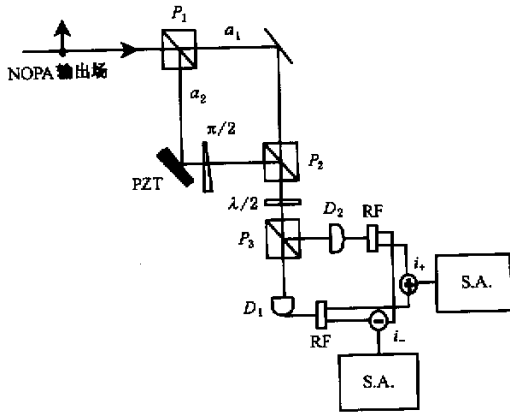 P₁
a₁
NOPA 输出场
a₂
π/2
PZT
P₂
λ/2
D₂
RF
P₃
i₊
S.A.
D₁
RF
i₋
S.A.